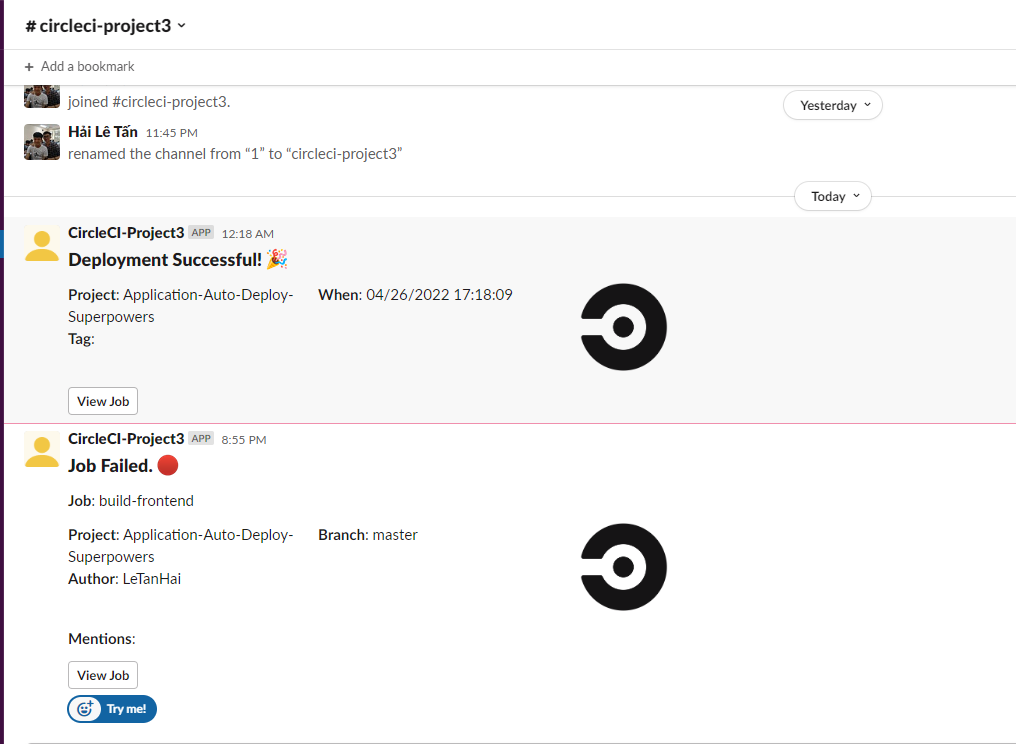 # circleci-project3
+ Add a bookmark
joined #circleci-project3.
Yesterday
Hải Lê Tấn 11:45 PM
renamed the channel from “1” to “circleci-project3”
Today
CircleCI-Project3 APP 12:18 AM
Deployment Successful! 🎉
Project: Application-Auto-Deploy- When: 04/26/2022 17:18:09
Superpowers
Tag:
View Job
CircleCI-Project3 APP 8:55 PM
Job Failed. 🔴
Job: build-frontend
Project: Application-Auto-Deploy- Branch: master
Superpowers
Author: LeTanHai
Mentions:
View Job
Try me!